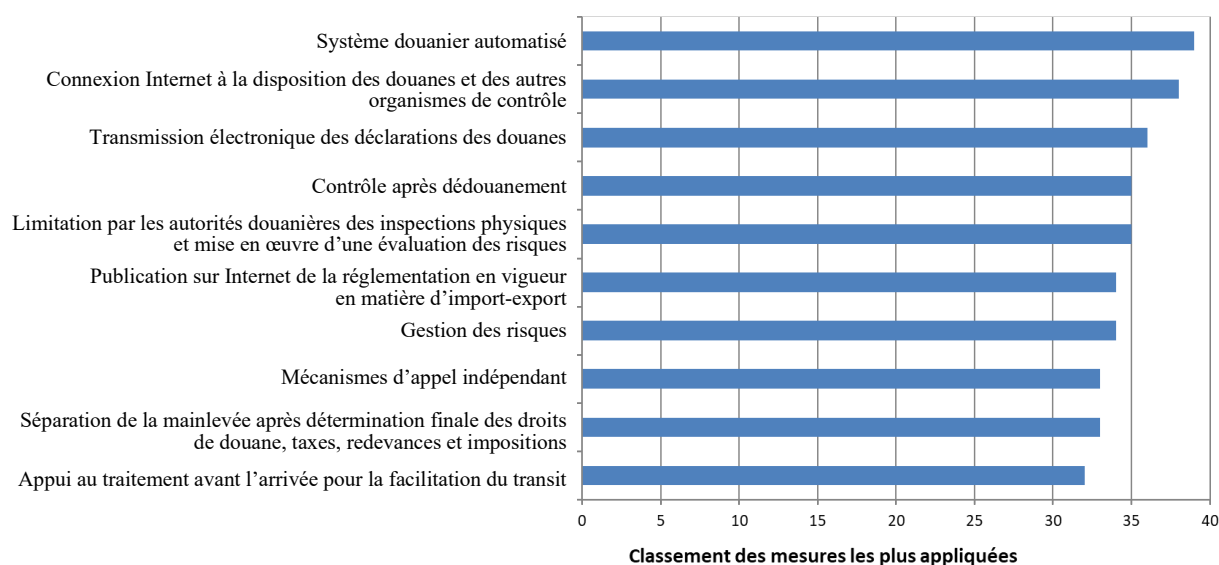 Système douanier automatisé
Connexion Internet à la disposition des douanes et des autres
organismes de contrôle
Transmission électronique des déclarations des douanes
Contrôle après dédouanement
Limitation par les autorités douanières des inspections physiques
et mise en œuvre d’une évaluation des risques
Publication sur Internet de la réglementation en vigueur
en matière d’import-export
Gestion des risques
Mécanismes d’appel indépendant
Séparation de la mainlevée après détermination finale des droits
de douane, taxes, redevances et impositions
Appui au traitement avant l’arrivée pour la facilitation du transit
0 5 10 15 20 25 30 35 40
Classement des mesures les plus appliquées